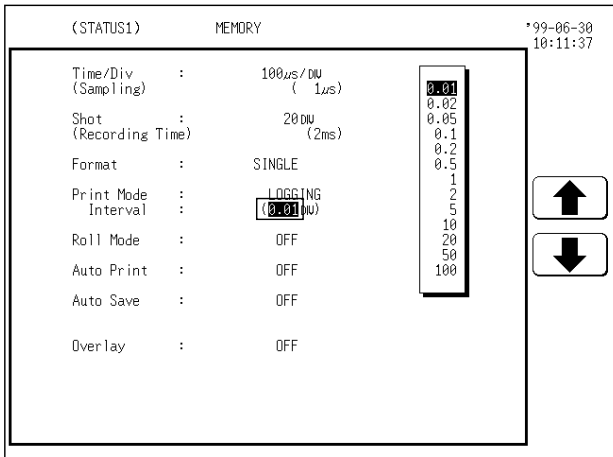 (STATUS1) MEMORY '99-06-30
10:11:37
Time/Div : 100µs/DIV
(Sampling) ( 1µs)
Shot : 20DIV
(Recording Time) (2ms)
Format : SINGLE
Print Mode : LOGGING
Interval : (0.01DIV)
Roll Mode : OFF
Auto Print : OFF
Auto Save : OFF
Overlay : OFF
0.01
0.02
0.05
0.1
0.2
0.5
1
2
5
10
20
50
100